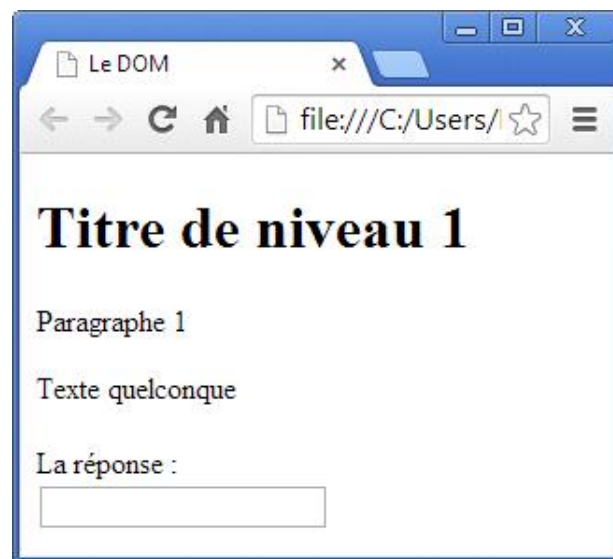 Le DOM
file:///C:/Users/
Titre de niveau 1
Paragraphe 1
Texte quelconque
La réponse :